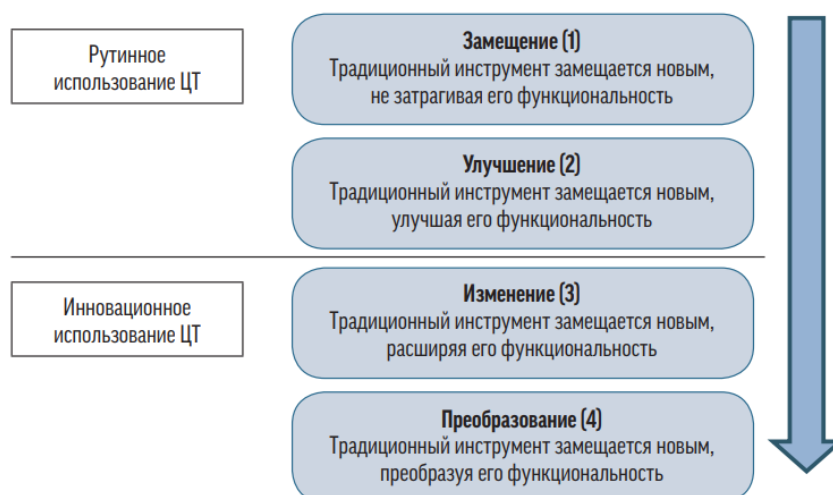 Рутинное
использование ЦТ
Замещение (1)
Традиционный инструмент замещается новым,
не затрагивая его функциональность
Улучшение (2)
Традиционный инструмент замещается новым,
улучшая его функциональность
Инновационное
использование ЦТ
Изменение (3)
Традиционный инструмент замещается новым,
расширяя его функциональность
Преобразование (4)
Традиционный инструмент замещается новым,
преобразуя его функциональность